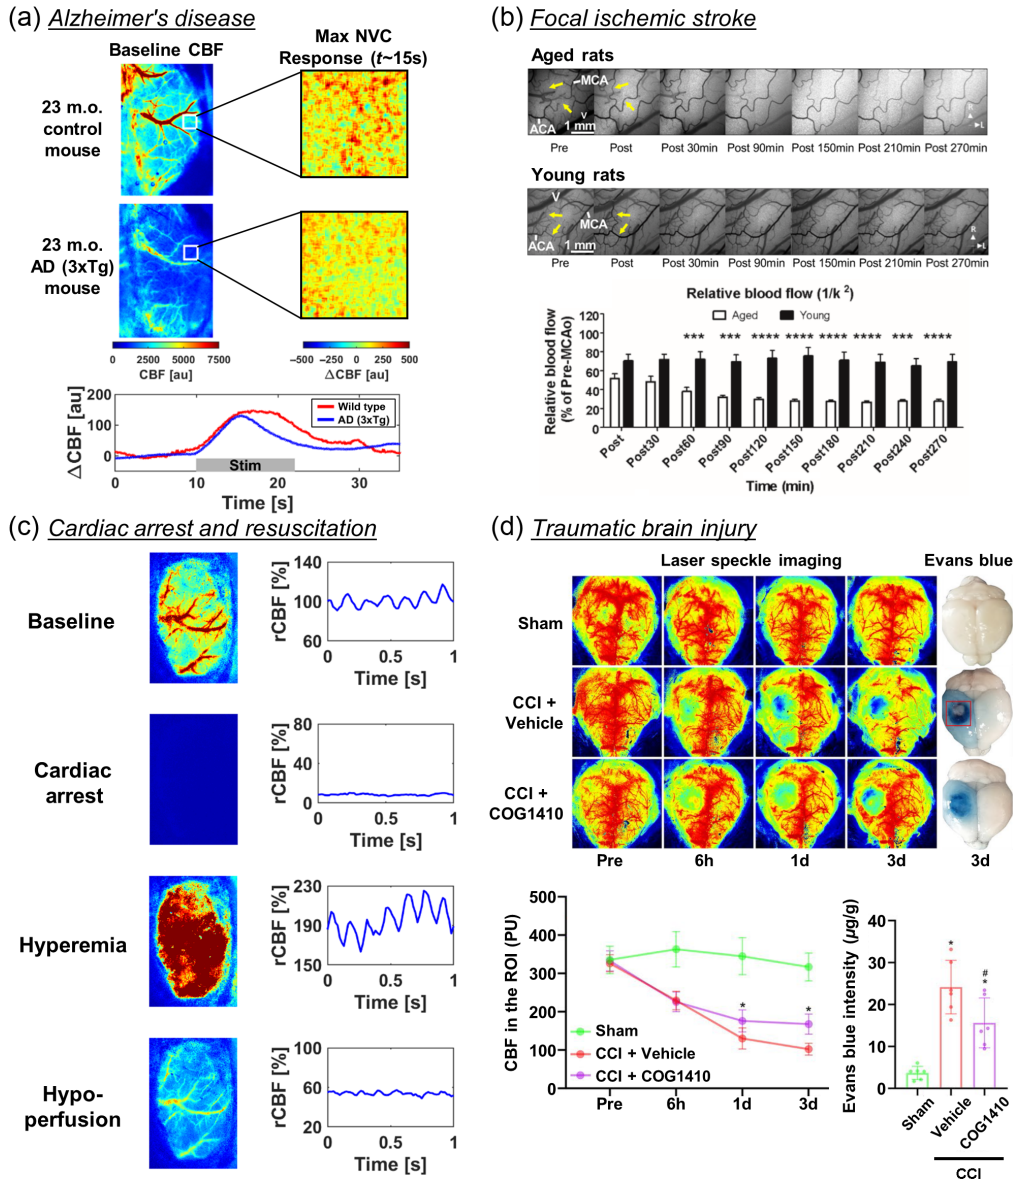 (a) Alzheimer's disease
Baseline CBF
Max NVC
Response (t~15s)
23 m.o.
control
mouse
23 m.o.
AD (3xTg)
mouse
0 2500 5000 7500
CBF [au]
−500 −250 0 250 500
△CBF [au]
△CBF [au]
200
100
0
Wild type
AD (3xTg)
Stim
0 10 20 30
Time [s]
(b) Focal ischemic stroke
Aged rats
MCA
ACA
V
1 mm
R
L
Pre Post Post 30min Post 90min Post 150min Post 210min Post 270min
Young rats
V
MCA
ACA
1 mm
R
L
Pre Post Post 30min Post 90min Post 150min Post 210min Post 270min
Relative blood flow (1/k ²)
Aged Young
Relative blood flow
(% of Pre-MCAo)
120
100
80
60
40
20
0
*** *** **** **** **** **** *** ****
Post Post30 Post60 Post90 Post120 Post150 Post180 Post210 Post240 Post270
Time (min)
(c) Cardiac arrest and resuscitation
Baseline
rCBF [%]
140
100
60
0 0.5 1
Time [s]
Cardiac
arrest
rCBF [%]
80
40
0
0 0.5 1
Time [s]
Hyperemia
rCBF [%]
230
190
150
0 0.5 1
Time [s]
Hypo-
perfusion
rCBF [%]
100
60
20
0 0.5 1
Time [s]
(d) Traumatic brain injury
Laser speckle imaging Evans blue
Sham
CCI +
Vehicle
CCI +
COG1410
Pre 6h 1d 3d 3d
CBF in the ROI (PU)
500
400
300
200
100
0
* *
Sham
CCI + Vehicle
CCI + COG1410
Pre 6h 1d 3d
Evans blue intensity (µg/g)
40
30
20
10
0
*
#
*
Sham Vehicle COG1410
CCI